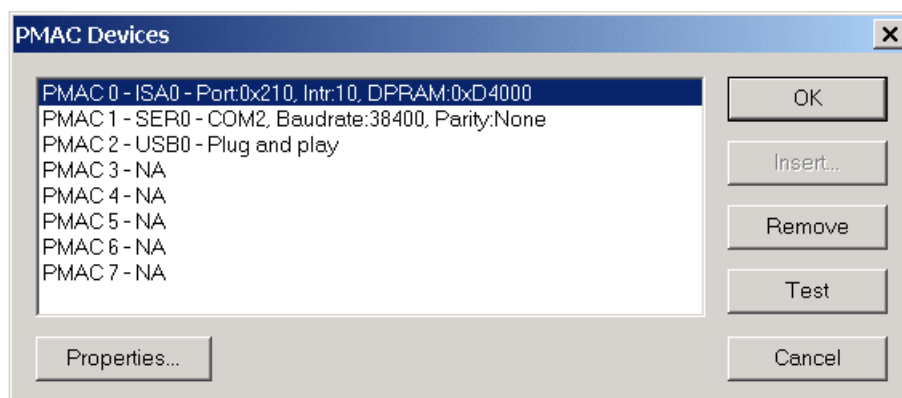 PMAC Devices
PMAC 0 - ISA0 - Port:0x210, Intr:10, DPRAM:0xD4000
PMAC 1 - SER0 - COM2, Baudrate:38400, Parity:None
PMAC 2 - USB0 - Plug and play
PMAC 3 - NA
PMAC 4 - NA
PMAC 5 - NA
PMAC 6 - NA
PMAC 7 - NA
OK
Insert...
Remove
Test
Properties...
Cancel